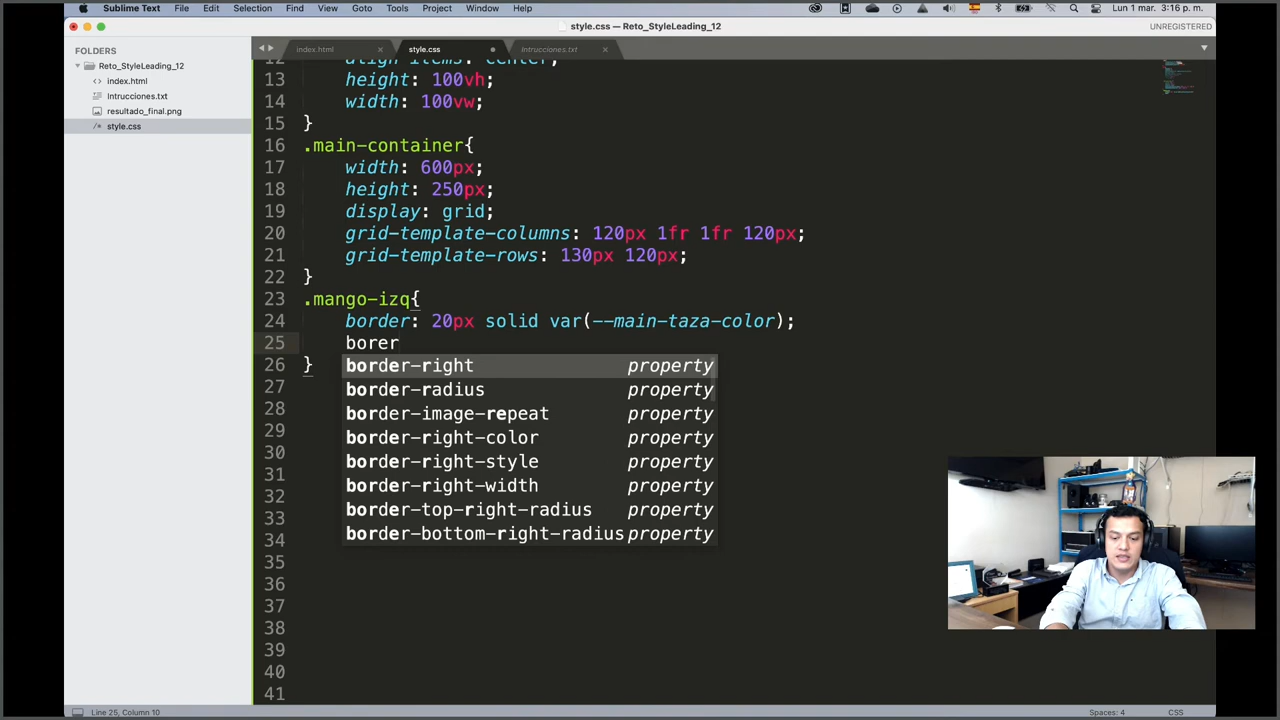 Sublime Text File Edit Selection Find View Goto Tools Project Window Help Lun 1 mar. 3:16 p. m.
style.css — Reto_StyleLeading_12 UNREGISTERED
FOLDERS
Reto_StyleLeading_12
<> index.html
Intrucciones.txt
resultado_final.png
/* style.css
index.html style.css Intrucciones.txt
12 align-items: center;
13 height: 100vh;
14 width: 100vw;
15 }
16 .main-container{
17 width: 600px;
18 height: 250px;
19 display: grid;
20 grid-template-columns: 120px 1fr 1fr 120px;
21 grid-template-rows: 130px 120px;
22 }
23 .mango-izq{
24 border: 20px solid var(--main-taza-color);
25 borer
26 }
27
28
29
30
31
32
33
34
35
36
37
38
39
40
41
border-right property
border-radius property
border-image-repeat property
border-right-color property
border-right-style property
border-right-width property
border-top-right-radius property
border-bottom-right-radius property
Line 25, Column 10 Spaces: 4 CSS